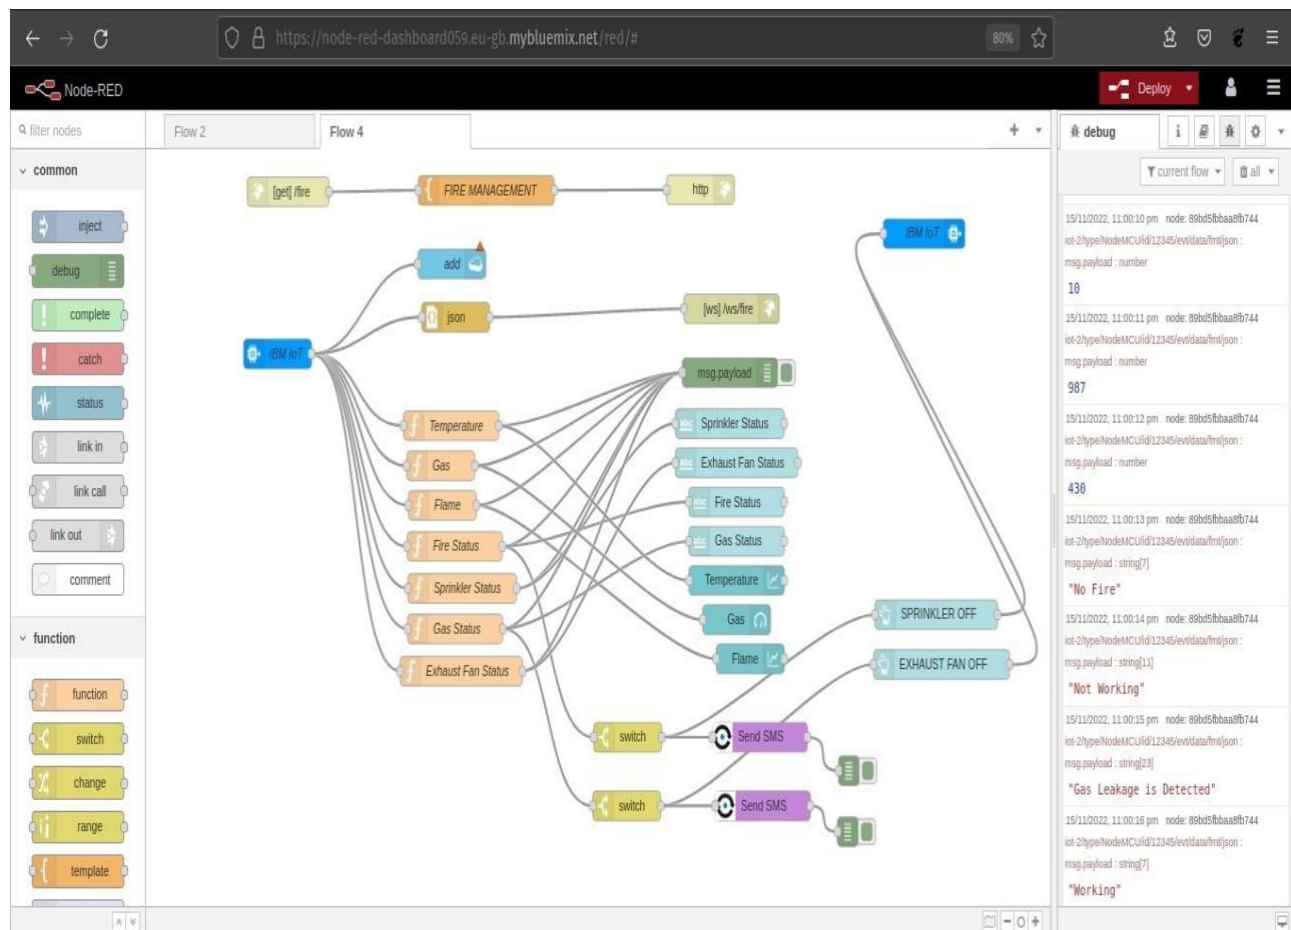 https://node-red-dashboard059.eu-gb.mybluemix.net/red/#
80%
Node-RED
Deploy
filter nodes
Flow 2
Flow 4
debug
i
common
current flow
all
inject
debug
complete
catch
status
link in
link call
link out
comment
function
function
switch
change
range
template
[get] /fire
FIRE MANAGEMENT
http
IBM IoT
add
json
[ws] /ws/fire
IBM IoT
msg.payload
Temperature
Sprinkler Status
Gas
Exhaust Fan Status
Flame
Fire Status
Fire Status
Gas Status
Sprinkler Status
Temperature
Gas Status
Gas
Exhaust Fan Status
Flame
SPRINKLER OFF
EXHAUST FAN OFF
switch
Send SMS
switch
Send SMS
15/11/2022, 11:00:10 pm node: 89bd5fbbaa8fb744
iot-2/type/NodeMCU/id/12345/evt/data/fmt/json :
msg.payload : number
10
15/11/2022, 11:00:11 pm node: 89bd5fbbaa8fb744
iot-2/type/NodeMCU/id/12345/evt/data/fmt/json :
msg.payload : number
987
15/11/2022, 11:00:12 pm node: 89bd5fbbaa8fb744
iot-2/type/NodeMCU/id/12345/evt/data/fmt/json :
msg.payload : number
430
15/11/2022, 11:00:13 pm node: 89bd5fbbaa8fb744
iot-2/type/NodeMCU/id/12345/evt/data/fmt/json :
msg.payload : string[7]
"No Fire"
15/11/2022, 11:00:14 pm node: 89bd5fbbaa8fb744
iot-2/type/NodeMCU/id/12345/evt/data/fmt/json :
msg.payload : string[11]
"Not Working"
15/11/2022, 11:00:15 pm node: 89bd5fbbaa8fb744
iot-2/type/NodeMCU/id/12345/evt/data/fmt/json :
msg.payload : string[23]
"Gas Leakage is Detected"
15/11/2022, 11:00:16 pm node: 89bd5fbbaa8fb744
iot-2/type/NodeMCU/id/12345/evt/data/fmt/json :
msg.payload : string[7]
"Working"